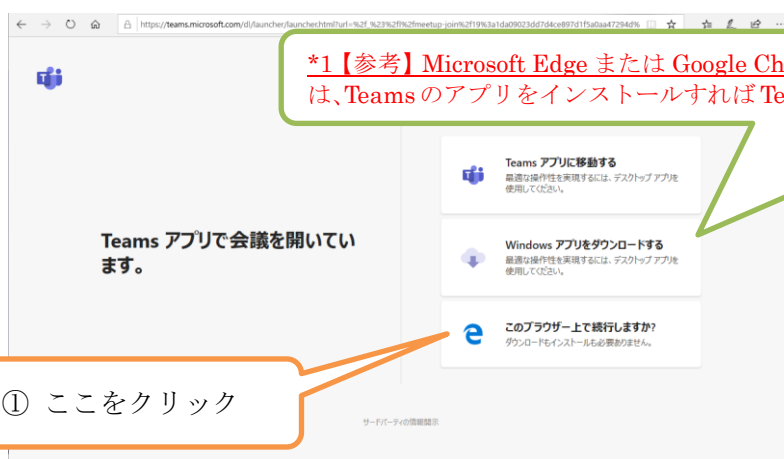 https://teams.microsoft.com/dl/launcher/launcher.html?url=%2f_%23%2fl%2fmeetup-join%2f19%3a1da09023dd7d4ce897d1f5a0aa47294d%
*1【参考】Microsoft Edge または Google Ch
は、Teams のアプリをインストールすれば Te
Teams アプリに移動する
最適な操作性を実現するには、デスクトップ アプリを
使用してください。
Teams アプリで会議を開いてい
ます。
Windows アプリをダウンロードする
最適な操作性を実現するには、デスクトップ アプリを
使用してください。
このブラウザー上で続行しますか?
ダウンロードもインストールも必要ありません。
① ここをクリック
サードパーティの情報開示